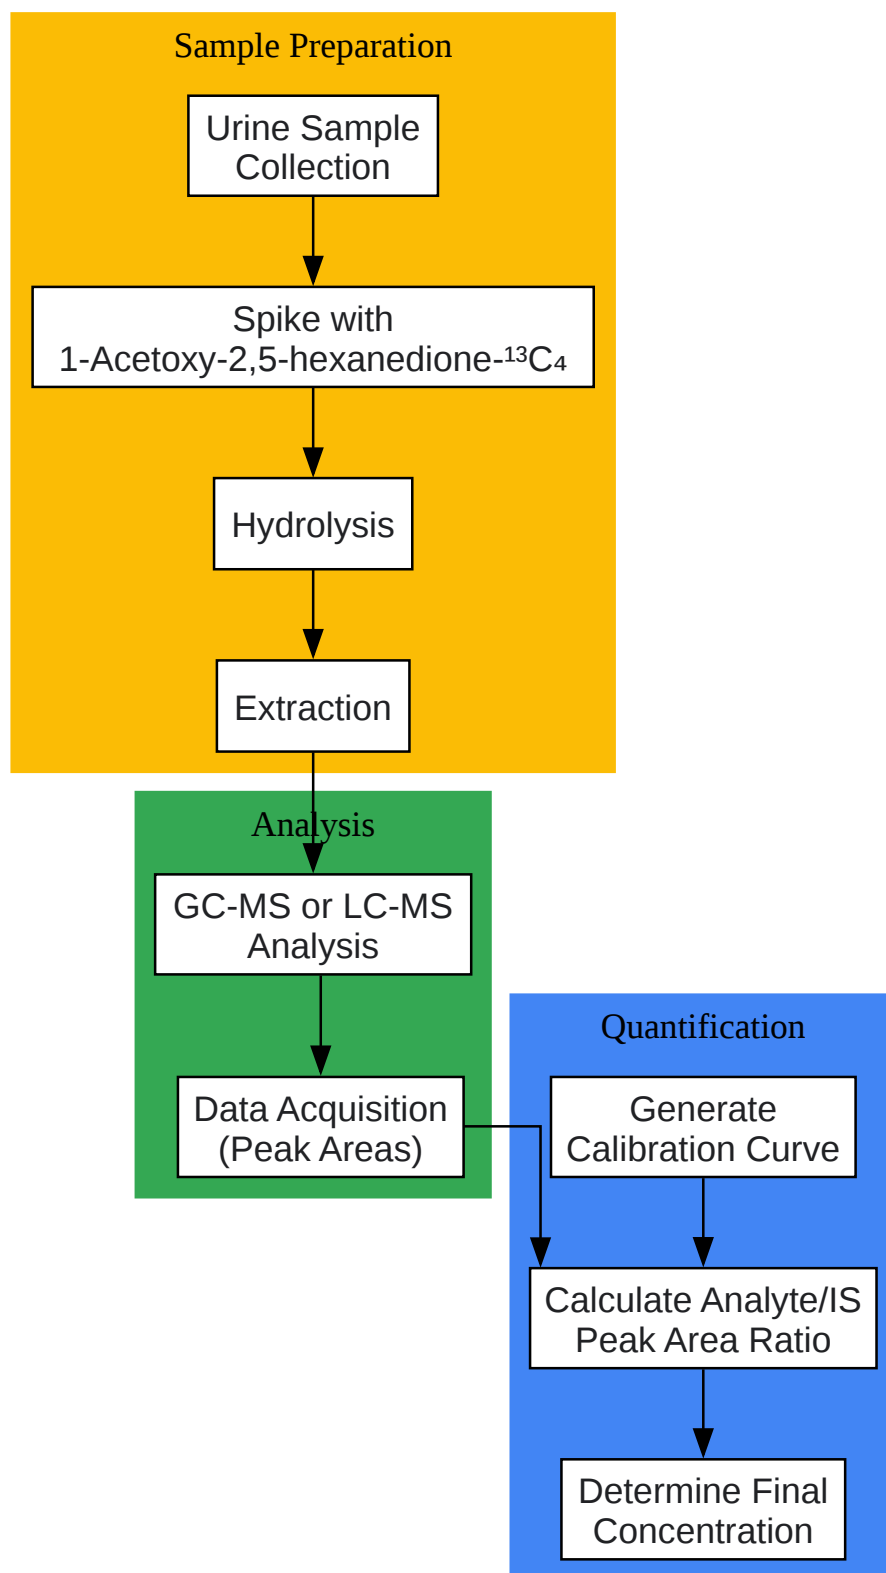 Sample Preparation
Urine Sample
Collection
Spike with
1-Acetoxy-2,5-hexanedione-¹³C₄
Hydrolysis
Extraction
Analysis
GC-MS or LC-MS
Analysis
Data Acquisition
(Peak Areas)
Quantification
Generate
Calibration Curve
Calculate Analyte/IS
Peak Area Ratio
Determine Final
Concentration